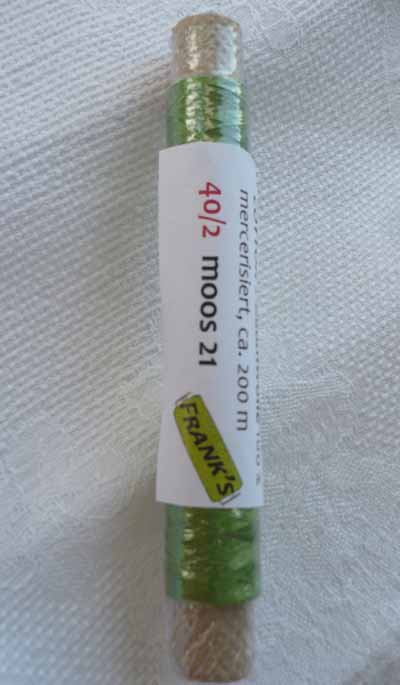 mercerisiert, ca. 200 m
40/2 moos 21
FRANK'S